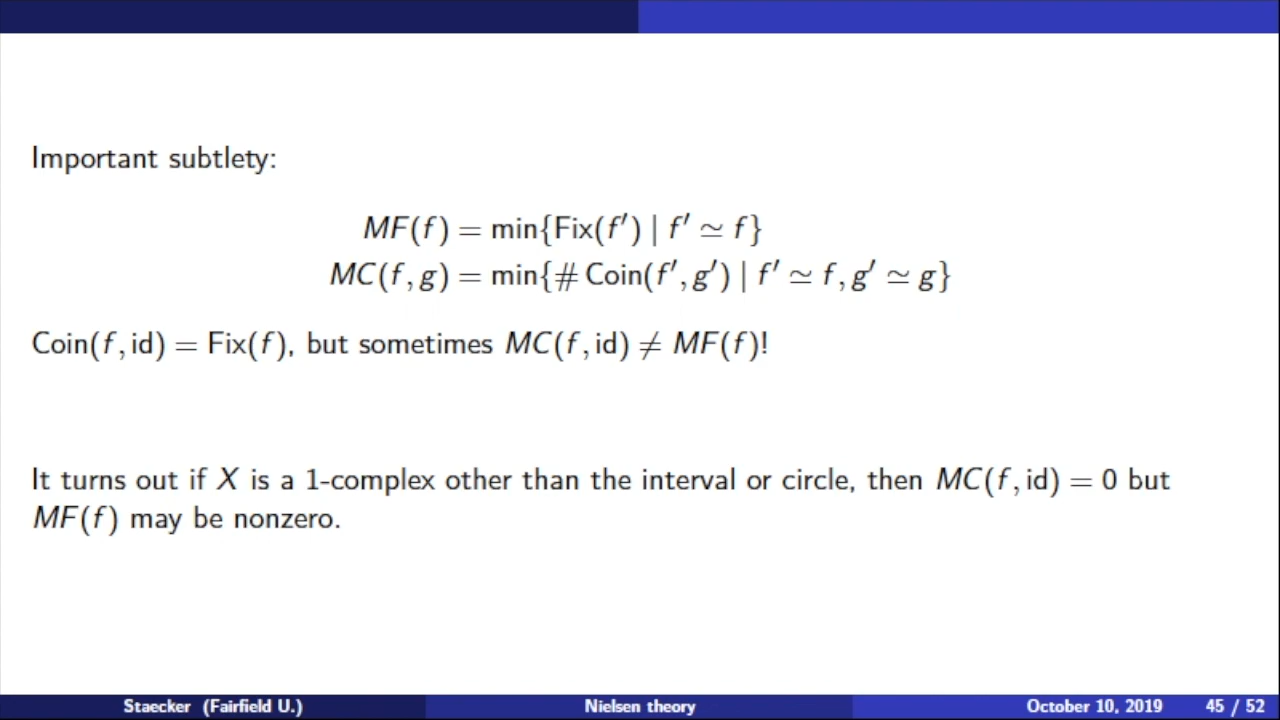 Important subtlety:
MF(f) = min{Fix(f′) | f′ ≃ f}
MC(f, g) = min{# Coin(f′, g′) | f′ ≃ f, g′ ≃ g}
Coin(f, id) = Fix(f), but sometimes MC(f, id) ≠ MF(f)!
It turns out if X is a 1-complex other than the interval or circle, then MC(f, id) = 0 but
MF(f) may be nonzero.
Staecker (Fairfield U.) Nielsen theory October 10, 2019 45 / 52